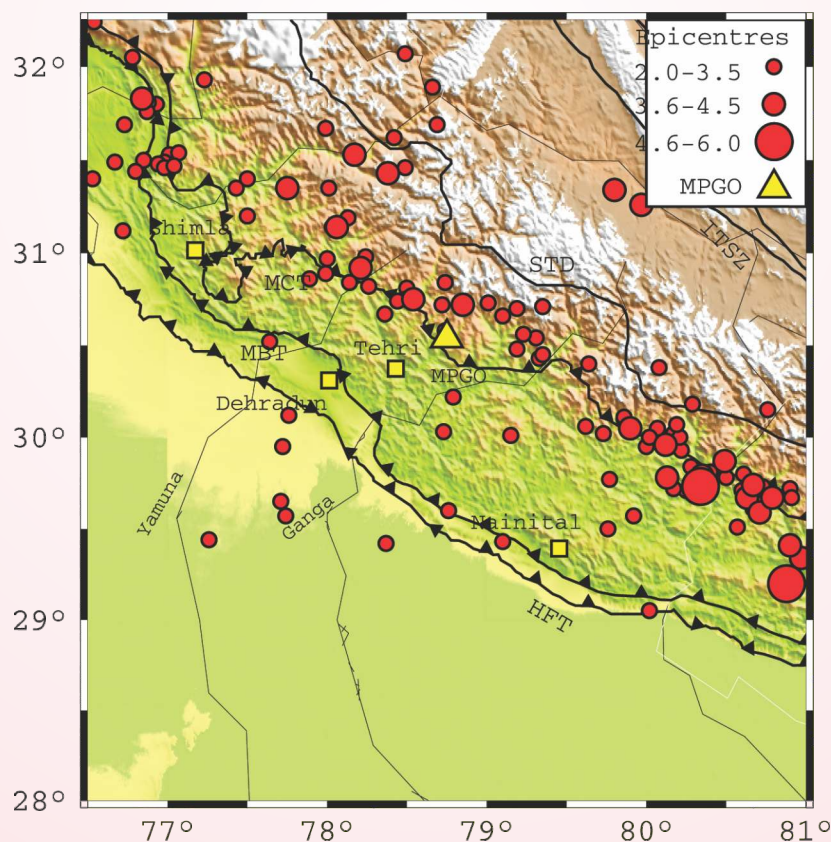 Epicentres
2.0-3.5
3.6-4.5
4.6-6.0
MPGO
32°
31°
30°
29°
28°
Shimla
MCT
STD
ITSZ
MBT
Tehri
MPGO
Dehradun
Yamuna
Ganga
Nainital
HFT
77°
78°
79°
80°
81°